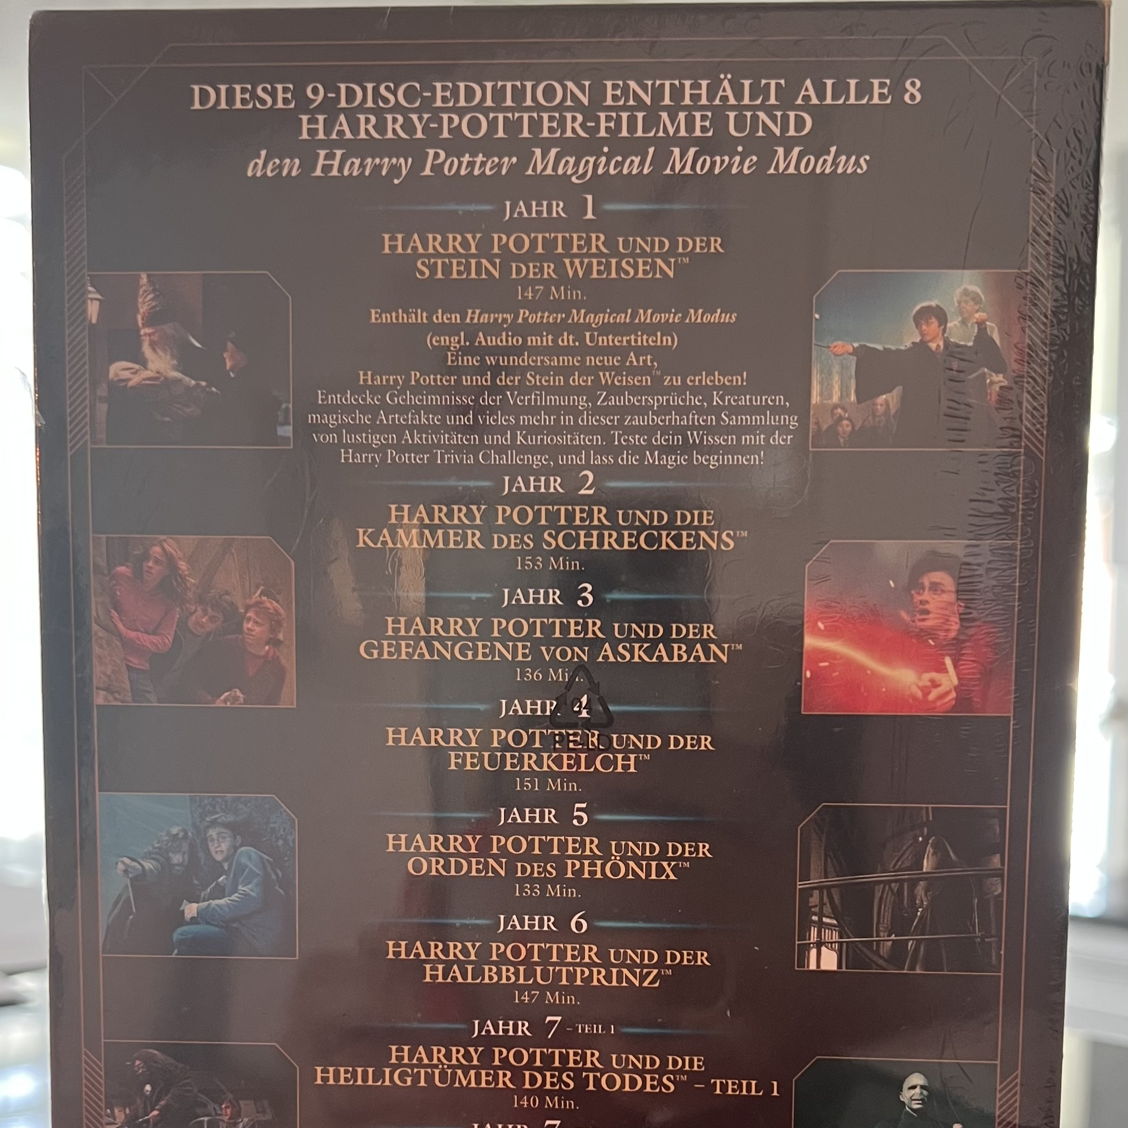 DIESE 9-DISC-EDITION ENTHÄLT ALLE 8
HARRY-POTTER-FILME UND
den Harry Potter Magical Movie Modus
JAHR 1
HARRY POTTER UND DER
STEIN DER WEISEN™
147 Min.
Enthält den Harry Potter Magical Movie Modus
(engl. Audio mit dt. Untertiteln)
Eine wundersame neue Art,
Harry Potter und der Stein der Weisen™ zu erleben!
Entdecke Geheimnisse der Verfilmung, Zaubersprüche, Kreaturen,
magische Artefakte und vieles mehr in dieser zauberhaften Sammlung
von lustigen Aktivitäten und Kuriositäten. Teste dein Wissen mit der
Harry Potter Trivia Challenge, und lass die Magie beginnen!
JAHR 2
HARRY POTTER UND DIE
KAMMER DES SCHRECKENS™
153 Min.
JAHR 3
HARRY POTTER UND DER
GEFANGENE VON ASKABAN™
136 Min.
JAHR 4
HARRY POTTER UND DER
FEUERKELCH™
151 Min.
JAHR 5
HARRY POTTER UND DER
ORDEN DES PHÖNIX™
133 Min.
JAHR 6
HARRY POTTER UND DER
HALBBLUTPRINZ™
147 Min.
JAHR 7 – TEIL 1
HARRY POTTER UND DIE
HEILIGTÜMER DES TODES™ – TEIL 1
140 Min.
JAHR 7